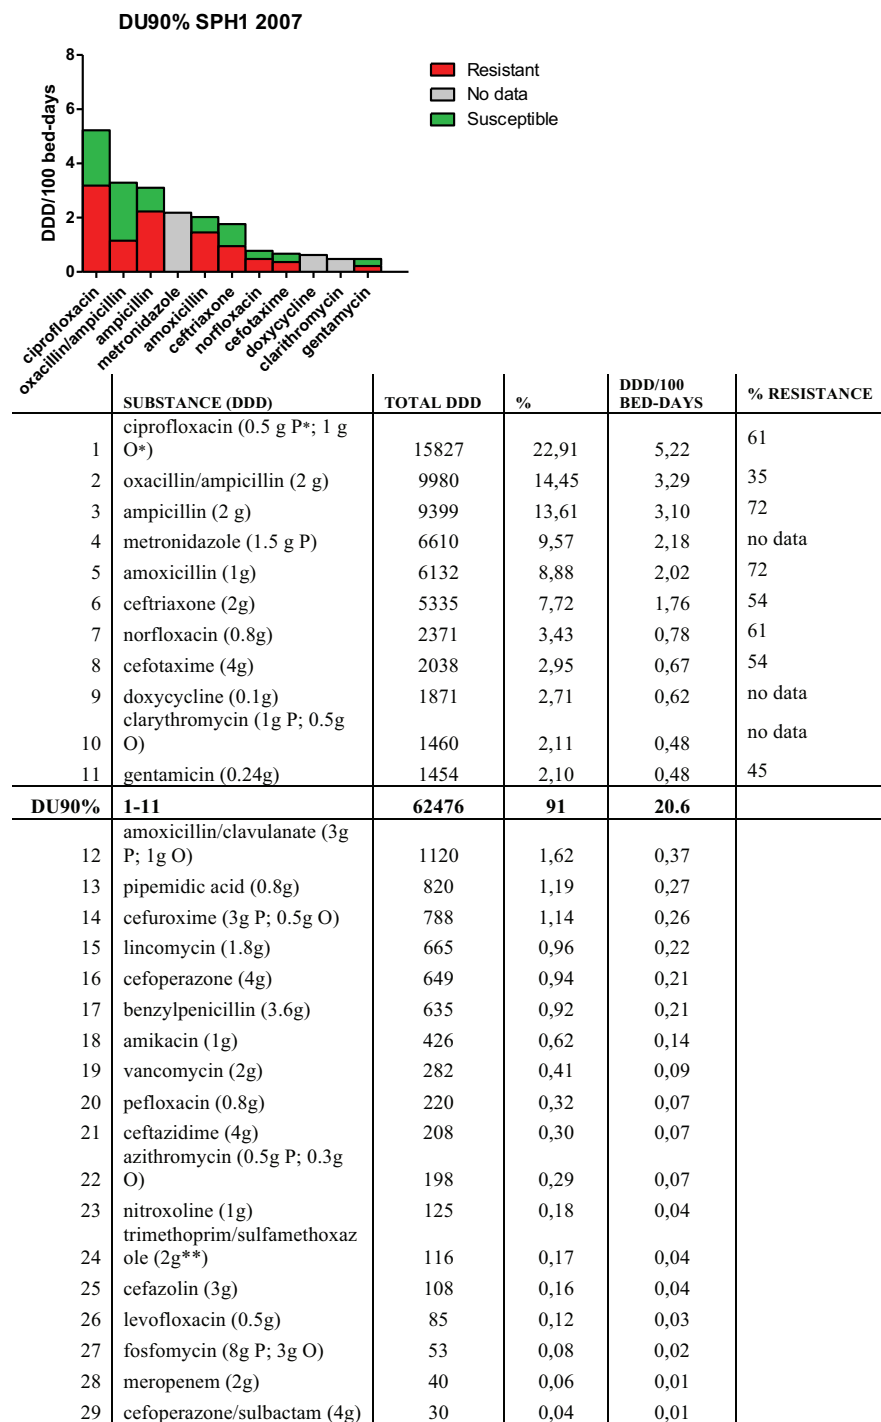 DU90% SPH1 2007
DDD/100 bed-days
8
6
4
2
0
Resistant
No data
Susceptible
ciprofloxacin
oxacillin/ampicillin
ampicillin
metronidazole
amoxicillin
ceftriaxone
norfloxacin
cefotaxime
doxycycline
clarithromycin
gentamycin
SUBSTANCE (DDD) TOTAL DDD % DDD/100 BED-DAYS % RESISTANCE
1 ciprofloxacin (0.5 g P*; 1 g
O*) 15827 22,91 5,22 61
2 oxacillin/ampicillin (2 g) 9980 14,45 3,29 35
3 ampicillin (2 g) 9399 13,61 3,10 72
4 metronidazole (1.5 g P) 6610 9,57 2,18 no data
5 amoxicillin (1g) 6132 8,88 2,02 72
6 ceftriaxone (2g) 5335 7,72 1,76 54
7 norfloxacin (0.8g) 2371 3,43 0,78 61
8 cefotaxime (4g) 2038 2,95 0,67 54
9 doxycycline (0.1g) 1871 2,71 0,62 no data
clarythromycin (1g P; 0.5g
10 O) 1460 2,11 0,48 no data
11 gentamicin (0.24g) 1454 2,10 0,48 45
DU90% 1-11 62476 91 20.6
amoxicillin/clavulanate (3g
12 P; 1g O) 1120 1,62 0,37
13 pipemidic acid (0.8g) 820 1,19 0,27
14 cefuroxime (3g P; 0.5g O) 788 1,14 0,26
15 lincomycin (1.8g) 665 0,96 0,22
16 cefoperazone (4g) 649 0,94 0,21
17 benzylpenicillin (3.6g) 635 0,92 0,21
18 amikacin (1g) 426 0,62 0,14
19 vancomycin (2g) 282 0,41 0,09
20 pefloxacin (0.8g) 220 0,32 0,07
21 ceftazidime (4g) 208 0,30 0,07
azithromycin (0.5g P; 0.3g
22 O) 198 0,29 0,07
23 nitroxoline (1g) 125 0,18 0,04
trimethoprim/sulfamethoxaz
24 ole (2g**) 116 0,17 0,04
25 cefazolin (3g) 108 0,16 0,04
26 levofloxacin (0.5g) 85 0,12 0,03
27 fosfomycin (8g P; 3g O) 53 0,08 0,02
28 meropenem (2g) 40 0,06 0,01
29 cefoperazone/sulbactam (4g) 30 0,04 0,01